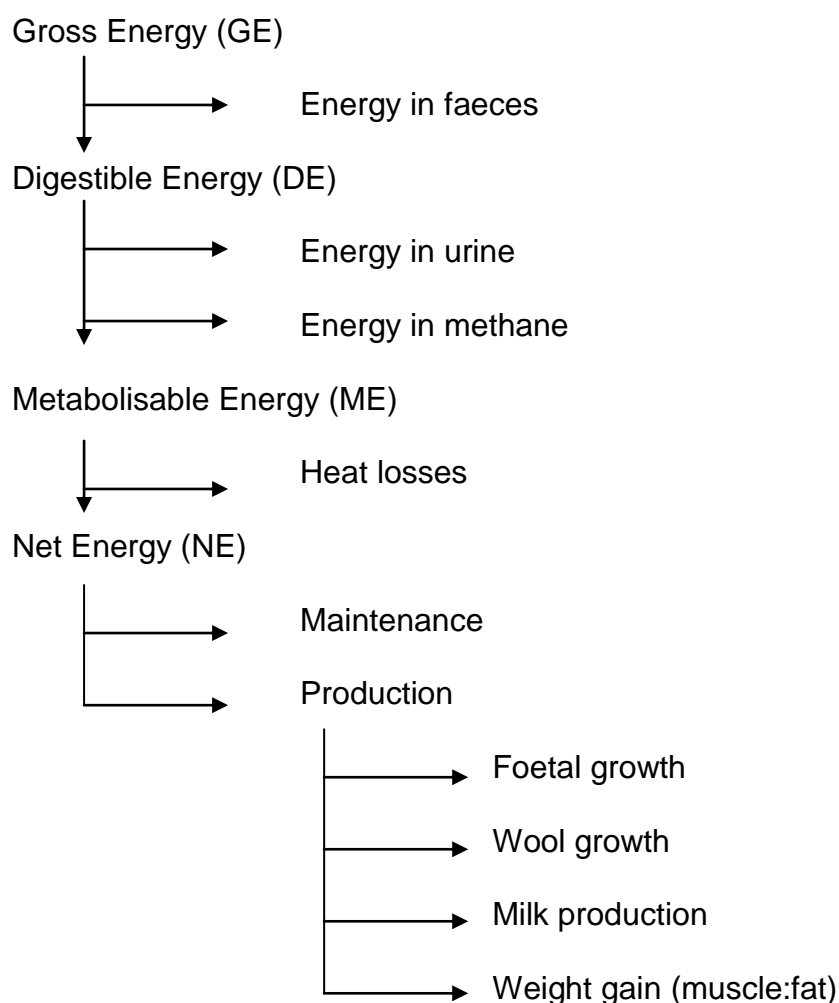 Gross Energy (GE)
Energy in faeces
Digestible Energy (DE)
Energy in urine
Energy in methane
Metabolisable Energy (ME)
Heat losses
Net Energy (NE)
Maintenance
Production
Foetal growth
Wool growth
Milk production
Weight gain (muscle:fat)